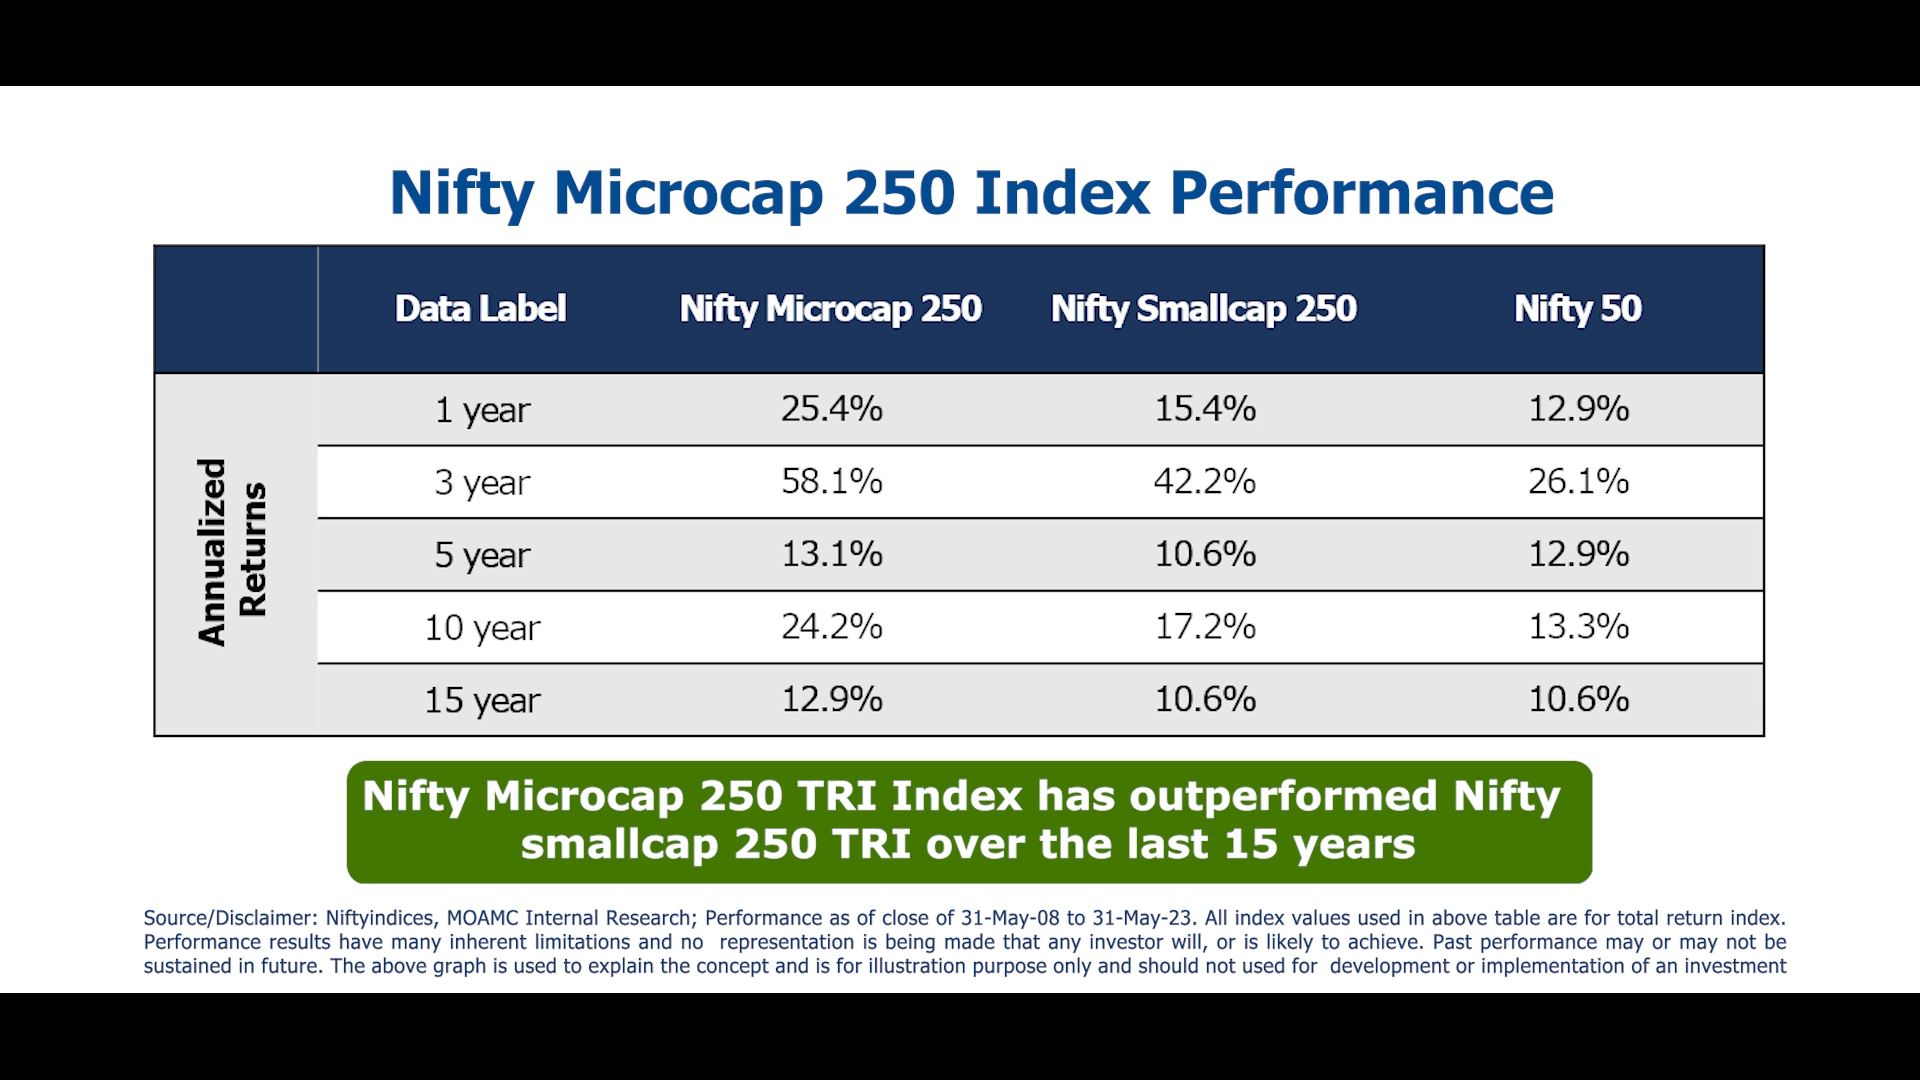 Nifty Microcap 250 Index Performance
Data Label Nifty Microcap 250 Nifty Smallcap 250 Nifty 50
Annualized
Returns
1 year 25.4% 15.4% 12.9%
3 year 58.1% 42.2% 26.1%
5 year 13.1% 10.6% 12.9%
10 year 24.2% 17.2% 13.3%
15 year 12.9% 10.6% 10.6%
Nifty Microcap 250 TRI Index has outperformed Nifty
smallcap 250 TRI over the last 15 years
Source/Disclaimer: Niftyindices, MOAMC Internal Research; Performance as of close of 31-May-08 to 31-May-23. All index values used in above table are for total return index.
Performance results have many inherent limitations and no representation is being made that any investor will, or is likely to achieve. Past performance may or may not be
sustained in future. The above graph is used to explain the concept and is for illustration purpose only and should not used for development or implementation of an investment